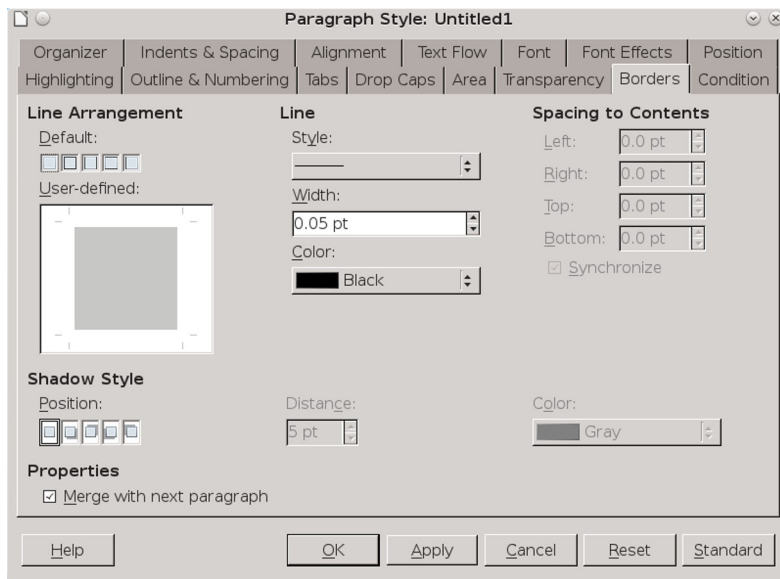 Paragraph Style: Untitled1
Organizer Indents & Spacing Alignment Text Flow Font Font Effects Position
Highlighting Outline & Numbering Tabs Drop Caps Area Transparency Borders Condition
Line Arrangement
Default:
User-defined:
Line
Style:
Width:
0.05 pt
Color:
Black
Spacing to Contents
Left: 0.0 pt
Right: 0.0 pt
Top: 0.0 pt
Bottom: 0.0 pt
Synchronize
Shadow Style
Position:
Distance:
5 pt
Color:
Gray
Properties
Merge with next paragraph
Help OK Apply Cancel Reset Standard